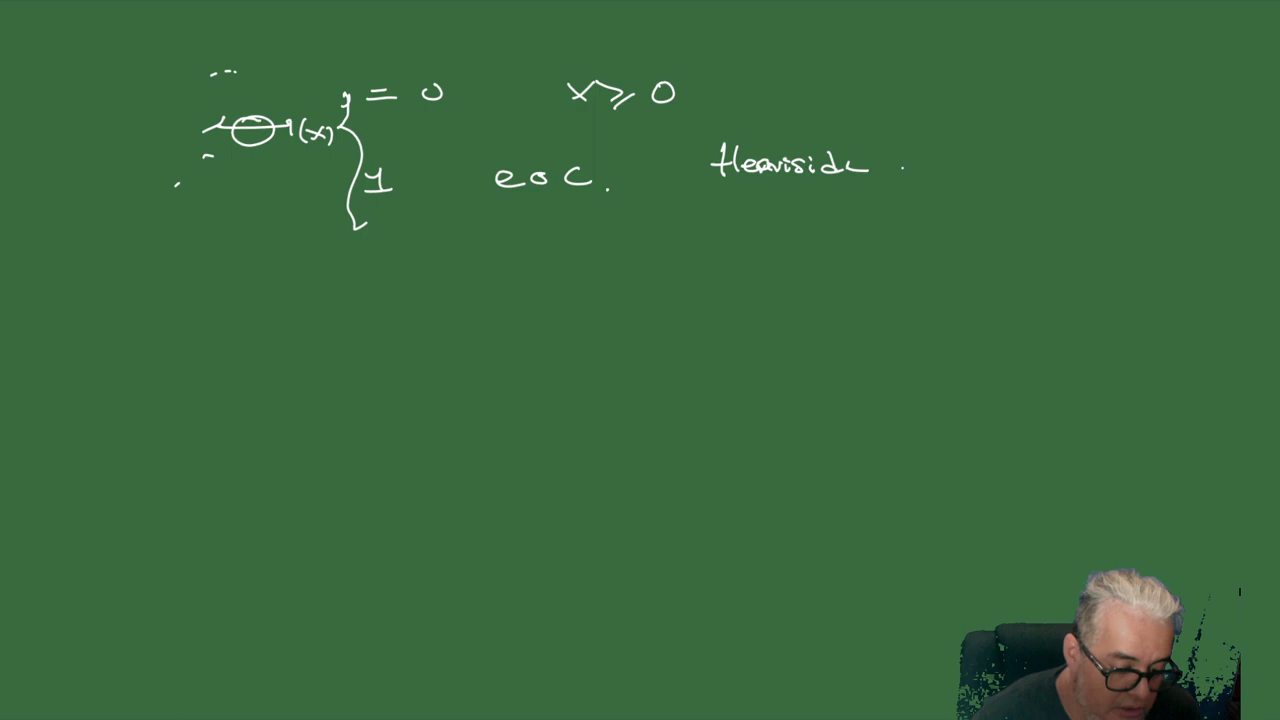 Θ(x) { = 0 x ⩾ 0
1 e o c. Heaviside.